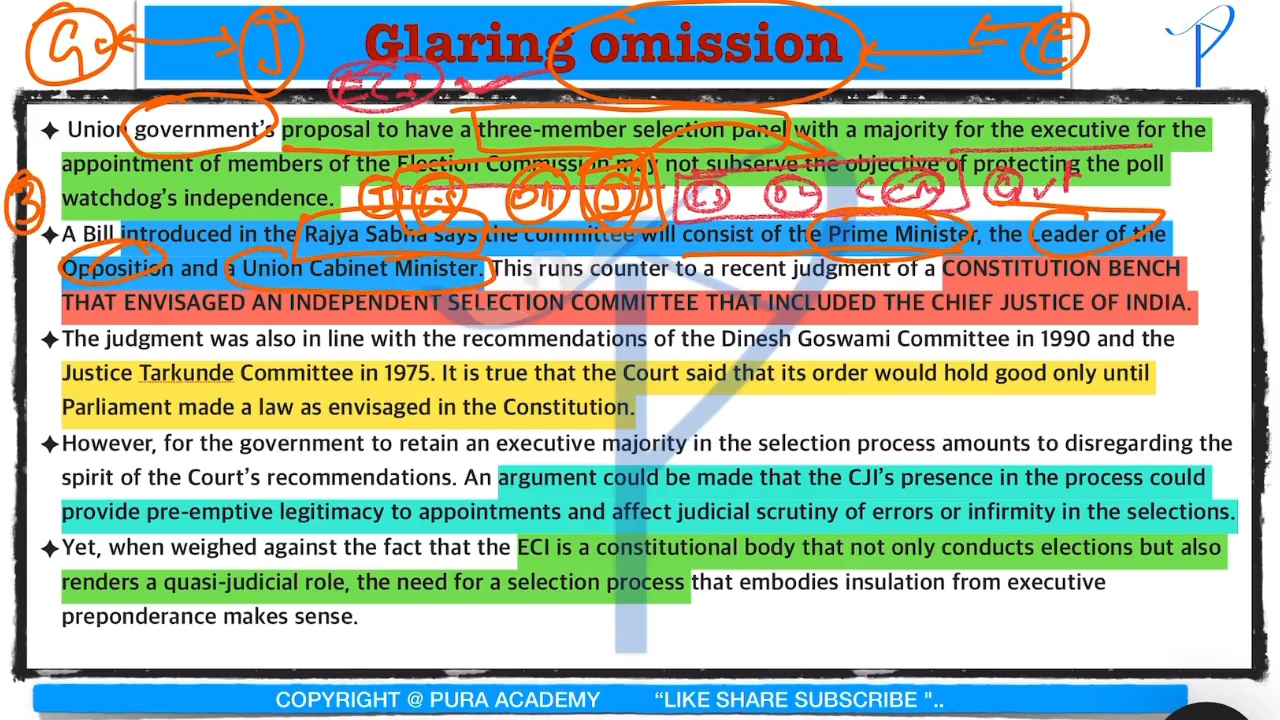 G J Glaring omission E
ECI
✦ Union government's proposal to have a three-member selection panel with a majority for the executive for the
appointment of members of the Election Commission may not subserve the objective of protecting the poll
watchdog's independence.
3
✦ A Bill introduced in the Rajya Sabha says the committee will consist of the Prime Minister, the Leader of the
Opposition and a Union Cabinet Minister. This runs counter to a recent judgment of a CONSTITUTION BENCH
THAT ENVISAGED AN INDEPENDENT SELECTION COMMITTEE THAT INCLUDED THE CHIEF JUSTICE OF INDIA.
✦ The judgment was also in line with the recommendations of the Dinesh Goswami Committee in 1990 and the
Justice Tarkunde Committee in 1975. It is true that the Court said that its order would hold good only until
Parliament made a law as envisaged in the Constitution.
✦ However, for the government to retain an executive majority in the selection process amounts to disregarding the
spirit of the Court's recommendations. An argument could be made that the CJI's presence in the process could
provide pre-emptive legitimacy to appointments and affect judicial scrutiny of errors or infirmity in the selections.
✦ Yet, when weighed against the fact that the ECI is a constitutional body that not only conducts elections but also
renders a quasi-judicial role, the need for a selection process that embodies insulation from executive
preponderance makes sense.
COPYRIGHT @ PURA ACADEMY "LIKE SHARE SUBSCRIBE "..